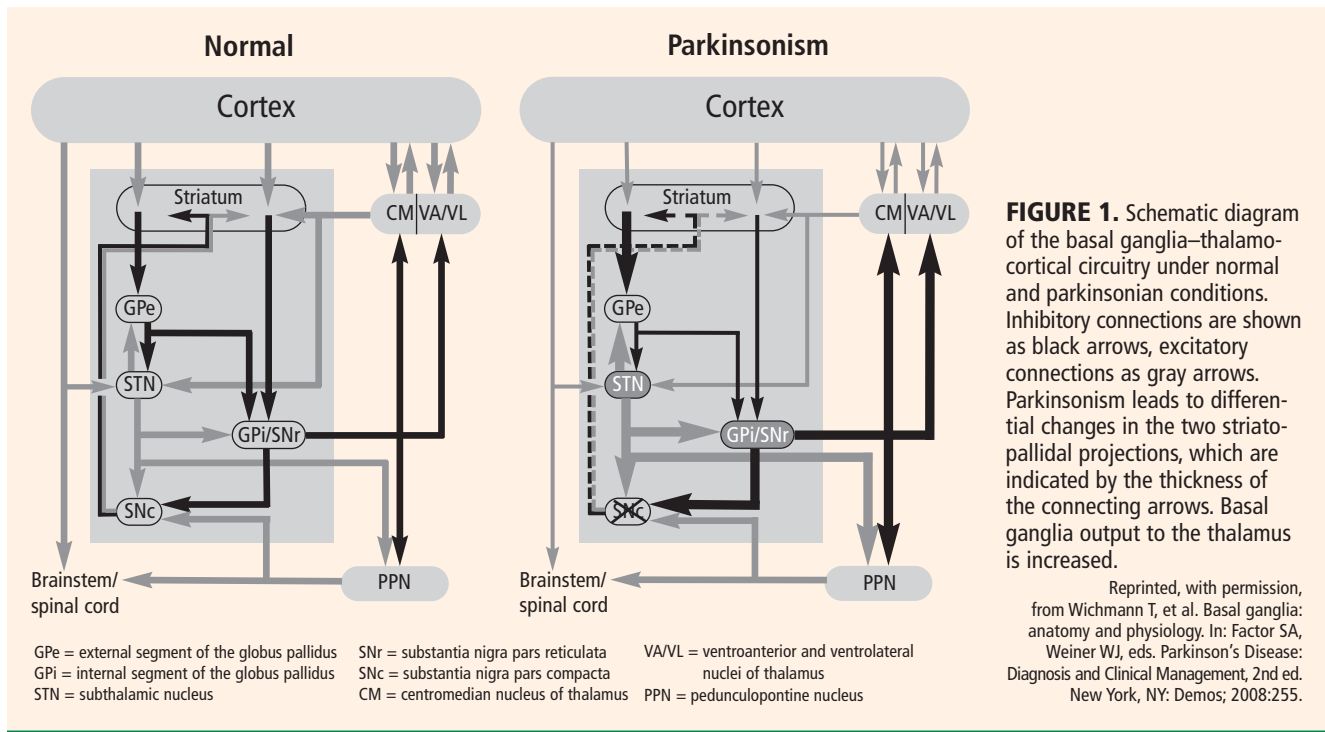 Normal
Cortex
Striatum
CM VA/VL
GPe
STN
GPi/SNr
SNc
Brainstem/
spinal cord
PPN
Parkinsonism
Cortex
Striatum
CM VA/VL
GPe
STN
GPi/SNr
SNc
Brainstem/
spinal cord
PPN
GPe = external segment of the globus pallidus
GPi = internal segment of the globus pallidus
STN = subthalamic nucleus
SNr = substantia nigra pars reticulata
SNc = substantia nigra pars compacta
CM = centromedian nucleus of thalamus
VA/VL = ventroanterior and ventrolateral
nuclei of thalamus
PPN = pedunculopontine nucleus
FIGURE 1. Schematic diagram
of the basal ganglia–thalamo-
cortical circuitry under normal
and parkinsonian conditions.
Inhibitory connections are shown
as black arrows, excitatory
connections as gray arrows.
Parkinsonism leads to differen-
tial changes in the two striato-
pallidal projections, which are
indicated by the thickness of
the connecting arrows. Basal
ganglia output to the thalamus
is increased.
Reprinted, with permission,
from Wichmann T, et al. Basal ganglia:
anatomy and physiology. In: Factor SA,
Weiner WJ, eds. Parkinson's Disease:
Diagnosis and Clinical Management, 2nd ed.
New York, NY: Demos; 2008:255.